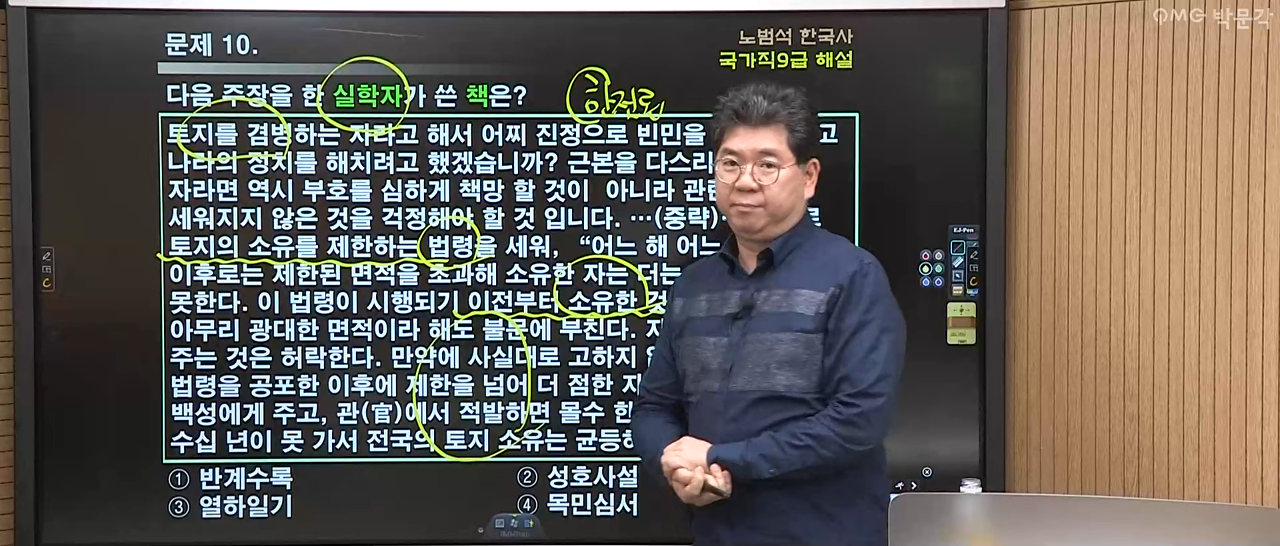 OMG 박문각
문제 10.
노범석 한국사
국가직9급 해설
다음 주장을 한 실학자가 쓴 책은?
한전론
토지를 겸병하는 자라고 해서 어찌 진정으로 빈민을 고
나라의 정치를 해치려고 했겠습니까? 근본을 다스리
자라면 역시 부호를 심하게 책망 할 것이 아니라 관련
세워지지 않은 것을 걱정해야 할 것 입니다. …(중략)
토지의 소유를 제한하는 법령을 세워, “어느 해 어느
이후로는 제한된 면적을 초과해 소유한 자는 더는
못한다. 이 법령이 시행되기 이전부터 소유한 것
아무리 광대한 면적이라 해도 불문에 부친다. 자
주는 것은 허락한다. 만약에 사실대로 고하지 않
법령을 공포한 이후에 제한을 넘어 더 점한 자
백성에게 주고, 관(官)에서 적발하면 몰수 한
수십 년이 못 가서 전국의 토지 소유는 균등하
① 반계수록 ② 성호사설
③ 열하일기 ④ 목민심서
EJ-Pen